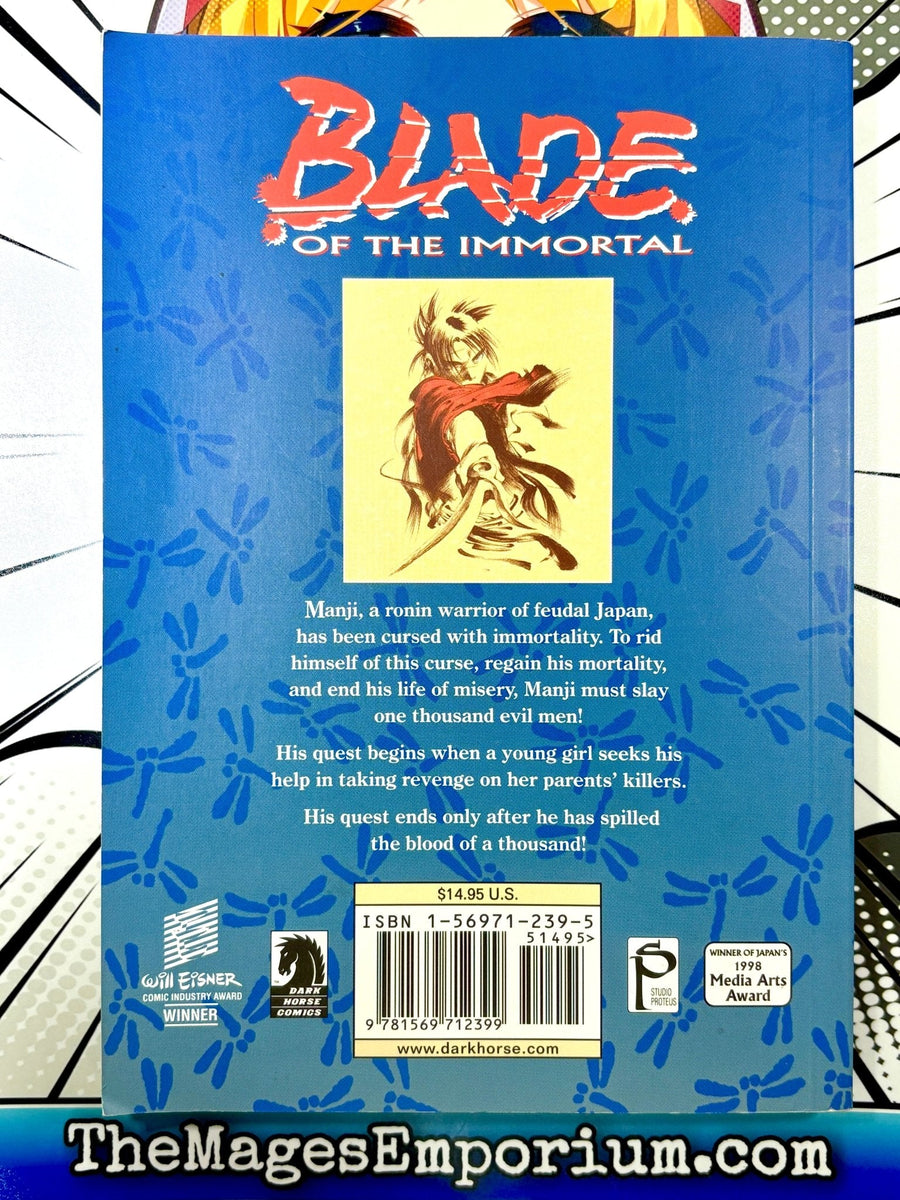 BLADE
OF THE IMMORTAL
Manji, a ronin warrior of feudal Japan,
has been cursed with immortality. To rid
himself of this curse, regain his mortality,
and end his life of misery, Manji must slay
one thousand evil men!
His quest begins when a young girl seeks his
help in taking revenge on her parents' killers.
His quest ends only after he has spilled
the blood of a thousand!
$14.95 U.S.
ISBN 1-56971-239-5
51495>
9 781569 712399
www.darkhorse.com
Will EiSNER
COMIC INDUSTRY AWARD
WINNER
DARK
HORSE
COMICS
™
SP
STUDIO
PROTEUS
WINNER OF JAPAN'S
1998
Media Arts
Award
TheMagesEmporium.com